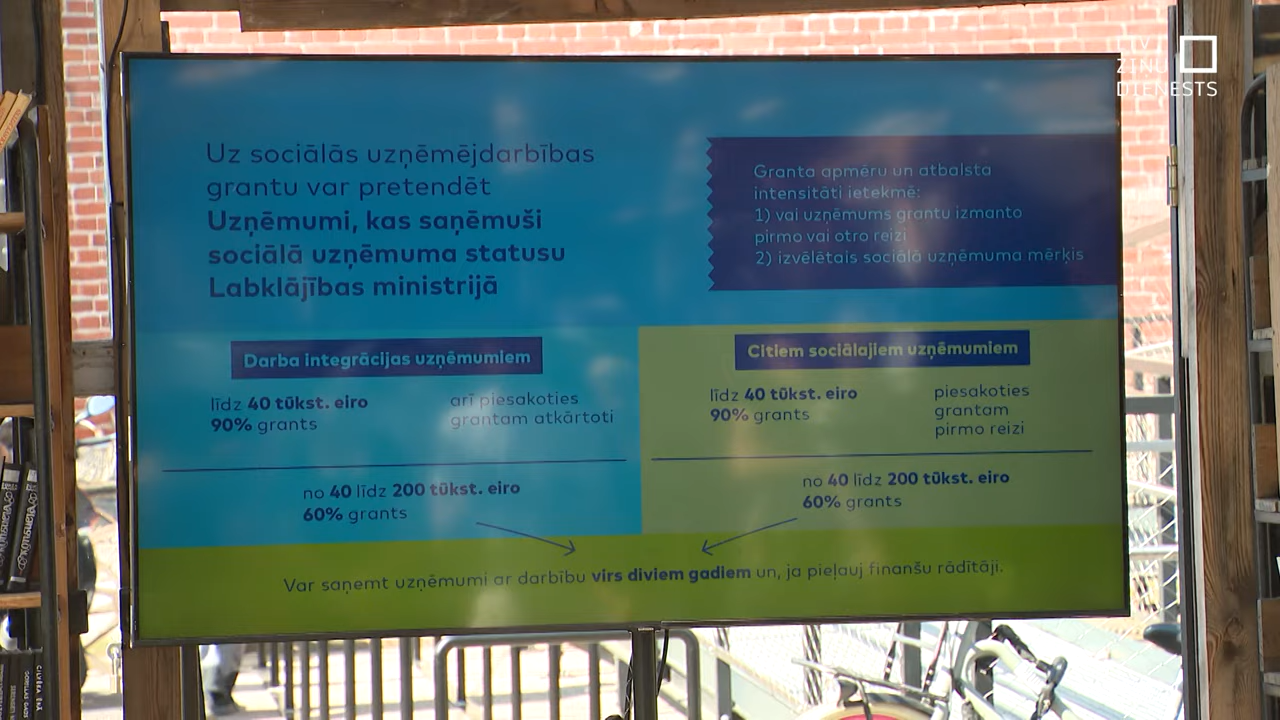 LTV
ZIŅU
DIENESTS
Uz sociālās uzņēmējdarbības
grantu var pretendēt
Uzņēmumi, kas saņēmuši
sociālā uzņēmuma statusu
Labklājības ministrijā
Granta apmēru un atbalsta
intensitāti ietekmē:
1) vai uzņēmums grantu izmanto
pirmo vai otro reizi
2) izvēlētais sociālā uzņēmuma mērķis
Darba integrācijas uzņēmumiem
līdz 40 tūkst. eiro
90% grants
arī piesakoties
grantam atkārtoti
no 40 līdz 200 tūkst. eiro
60% grants
Citiem sociālajiem uzņēmumiem
līdz 40 tūkst. eiro
90% grants
piesakoties
grantam
pirmo reizi
no 40 līdz 200 tūkst. eiro
60% grants
Var saņemt uzņēmumi ar darbību virs diviem gadiem un, ja pieļauj finanšu rādītāji.